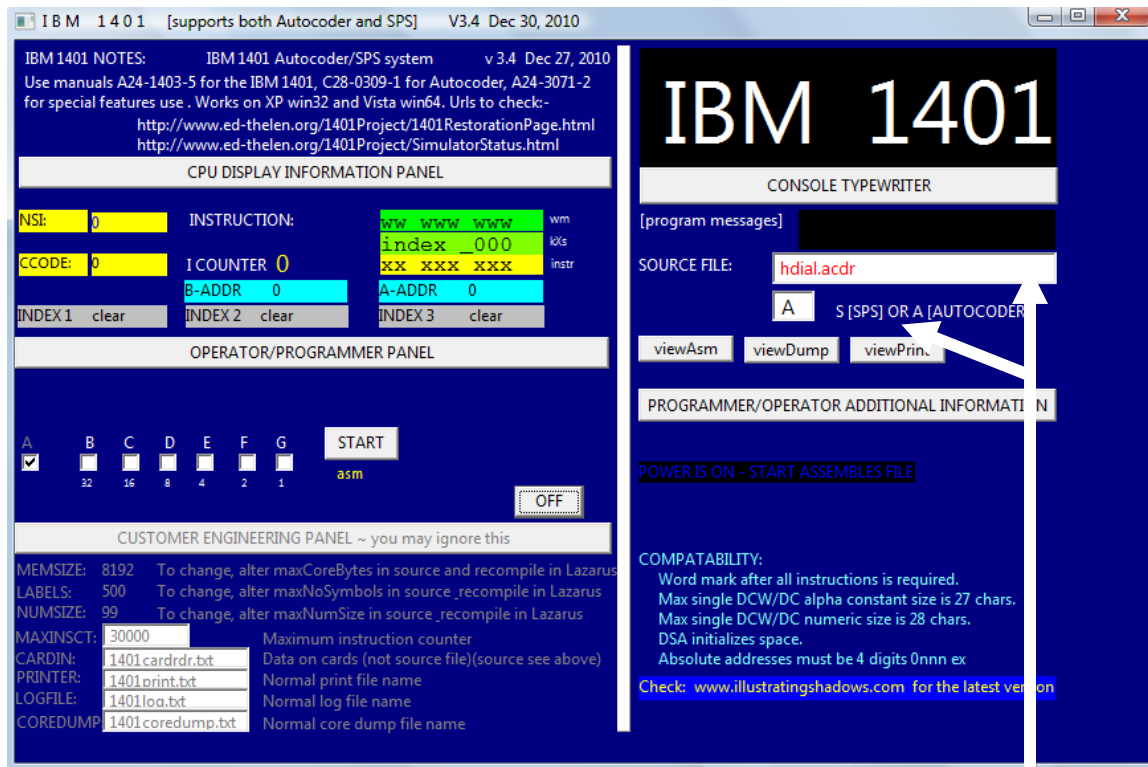 IBM 1401 [supports both Autocoder and SPS] V3.4 Dec 30, 2010
IBM 1401 NOTES: IBM 1401 Autocoder/SPS system v 3.4 Dec 27, 2010
Use manuals A24-1403-5 for the IBM 1401, C28-0309-1 for Autocoder, A24-3071-2
for special features use . Works on XP win32 and Vista win64. Urls to check:-
http://www.ed-thelen.org/1401Project/1401RestorationPage.html
http://www.ed-thelen.org/1401Project/SimulatorStatus.html
CPU DISPLAY INFORMATION PANEL
NSI: 0 INSTRUCTION: ww www www wm
index _000 kXs
CCODE: 0 I COUNTER 0 xx xxx xxx instr
B-ADDR 0 A-ADDR 0
INDEX 1 clear INDEX 2 clear INDEX 3 clear
OPERATOR/PROGRAMMER PANEL
A B C D E F G START
32 16 8 4 2 1 asm
OFF
CUSTOMER ENGINEERING PANEL ~ you may ignore this
MEMSIZE: 8192 To change, alter maxCoreBytes in source and recompile in Lazarus
LABELS: 500 To change, alter maxNoSymbols in source _recompile in Lazarus
NUMSIZE: 99 To change, alter maxNumSize in source _recompile in Lazarus
MAXINSCT: 30000 Maximum instruction counter
CARDIN: 1401cardrdr.txt Data on cards (not source file)(source see above)
PRINTER: 1401print.txt Normal print file name
LOGFILE: 1401log.txt Normal log file name
COREDUMP 1401coredump.txt Normal core dump file name
IBM 1401
CONSOLE TYPEWRITER
[program messages]
SOURCE FILE: hdial.acdr
A S [SPS] OR A [AUTOCODER
viewAsm viewDump viewPrint
PROGRAMMER/OPERATOR ADDITIONAL INFORMATION
POWER IS ON - START ASSEMBLES FILE
COMPATABILITY:
Word mark after all instructions is required.
Max single DCW/DC alpha constant size is 27 chars.
Max single DCW/DC numeric size is 28 chars.
DSA initializes space.
Absolute addresses must be 4 digits 0nnn ex
Check: www.illustratingshadows.com for the latest version